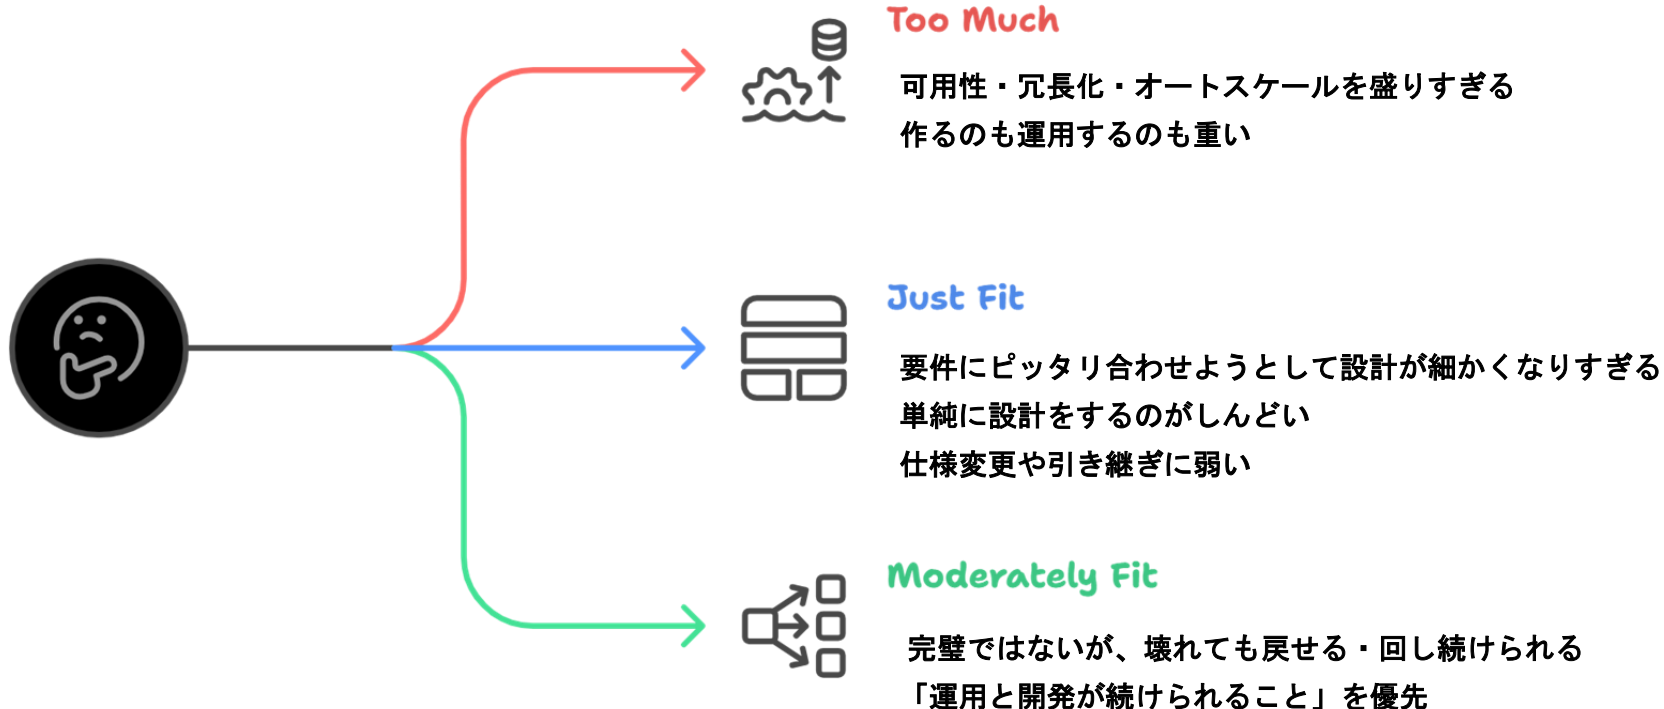 Too Much
可用性・冗長化・オートスケールを盛りすぎる
作るのも運用するのも重い
Just Fit
要件にピッタリ合わせようとして設計が細かくなりすぎる
単純に設計をするのがしんどい
仕様変更や引き継ぎに弱い
Moderately Fit
完璧ではないが、壊れても戻せる・回し続けられる
「運用と開発が続けられること」を優先